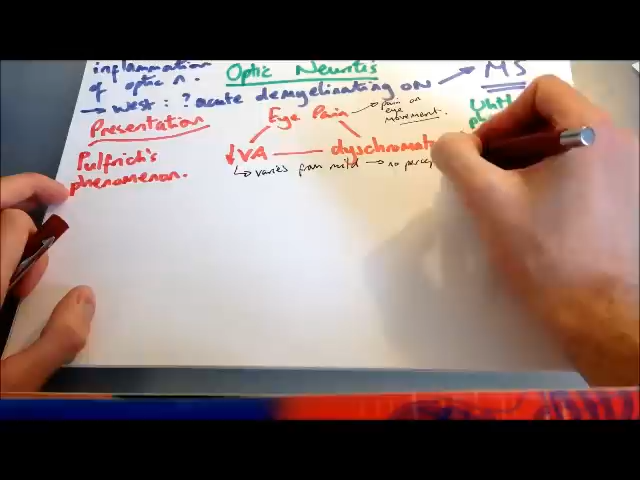 inflammation
of optic n.
Optic Neuritis
→ west: ? acute demyelinating ON → MS
Presentation
Eye Pain → pain on
eye
movement.
Pulfrich's
phenomenon.
↓VA — dyschromat
↳ varies from mild → no percep
Uhth